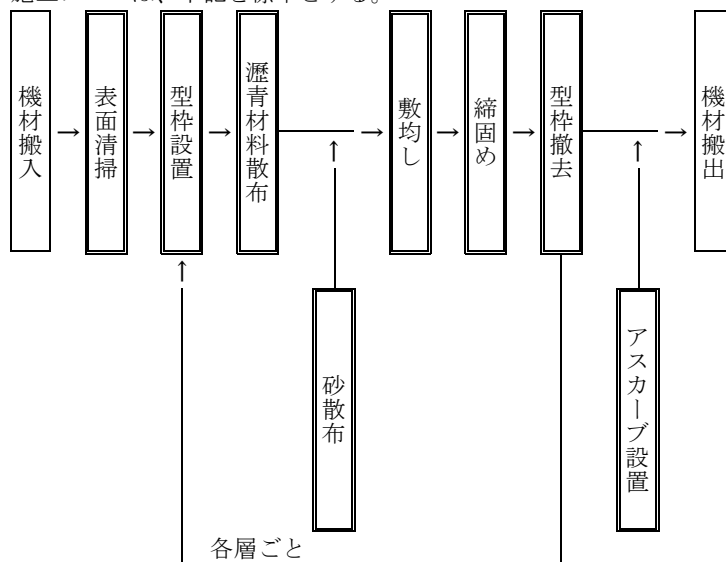 機材搬入
→
表面清掃
→
型枠設置
→
瀝青材料散布
→
敷均し
→
締固め
→
型枠撤去
→
機材搬出
↑
↑
↑
砂散布
アスカーブ設置
各層ごと